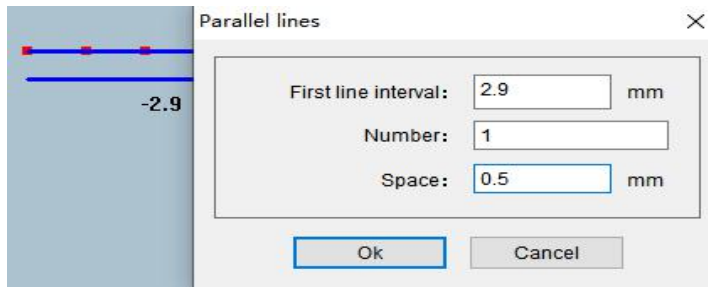 Parallel lines
-2.9
First line interval: 2.9 mm
Number: 1
Space: 0.5 mm
Ok Cancel